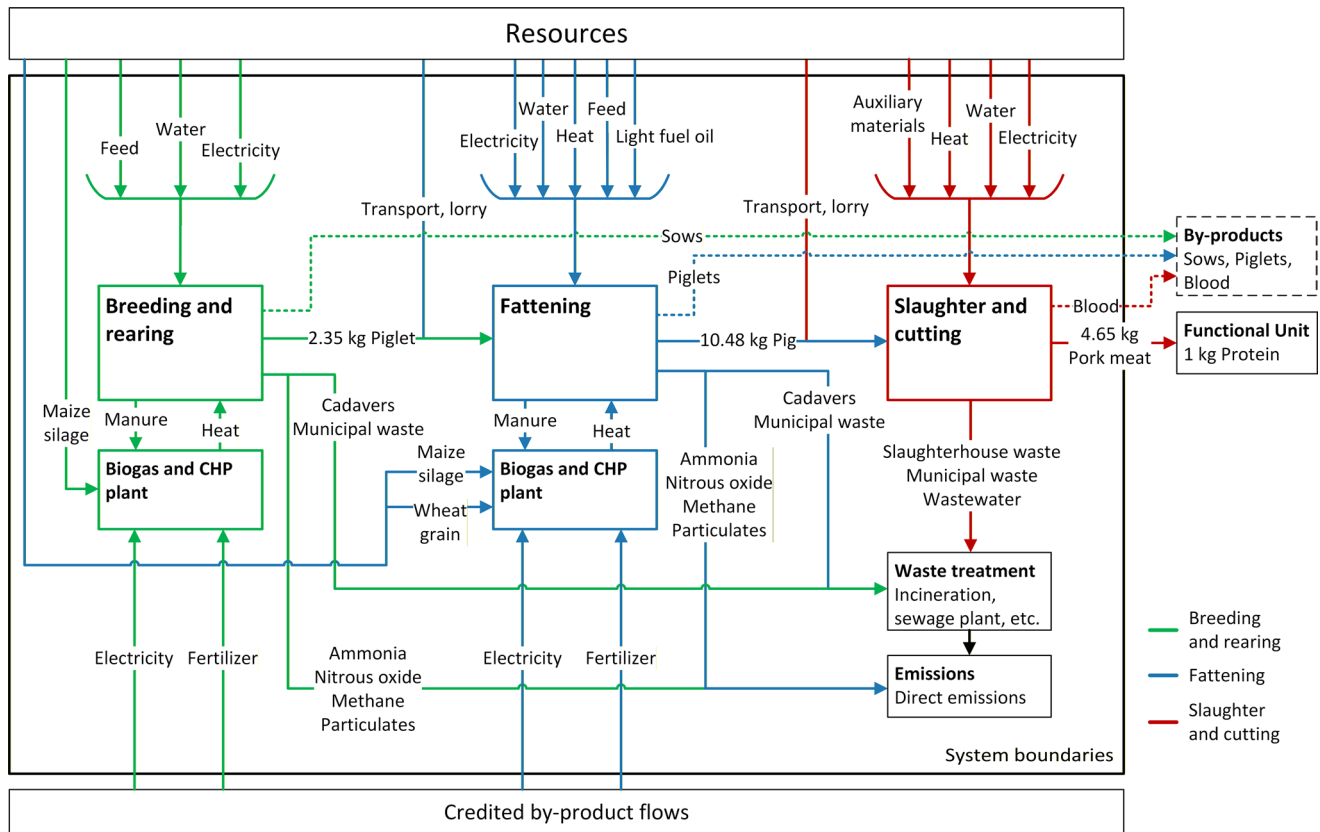 Resources
Feed
Water
Electricity
Transport, lorry
Electricity
Water
Heat
Feed
Light fuel oil
Transport, lorry
Auxiliary
materials
Heat
Water
Electricity
Sows
Piglets
Blood
By-products
Sows, Piglets,
Blood
Breeding and
rearing
2.35 kg Piglet
Fattening
10.48 kg Pig
Slaughter and
cutting
4.65 kg
Pork meat
Functional Unit
1 kg Protein
Maize
silage
Manure
Heat
Cadavers
Municipal waste
Biogas and CHP
plant
Manure
Heat
Maize
silage
Wheat
grain
Biogas and CHP
plant
Cadavers
Municipal waste
Ammonia
Nitrous oxide
Methane
Particulates
Slaughterhouse waste
Municipal waste
Wastewater
Waste treatment
Incineration,
sewage plant, etc.
Emissions
Direct emissions
Electricity
Fertilizer
Ammonia
Nitrous oxide
Methane
Particulates
Electricity
Fertilizer
Breeding
and rearing
Fattening
Slaughter
and cutting
System boundaries
Credited by-product flows